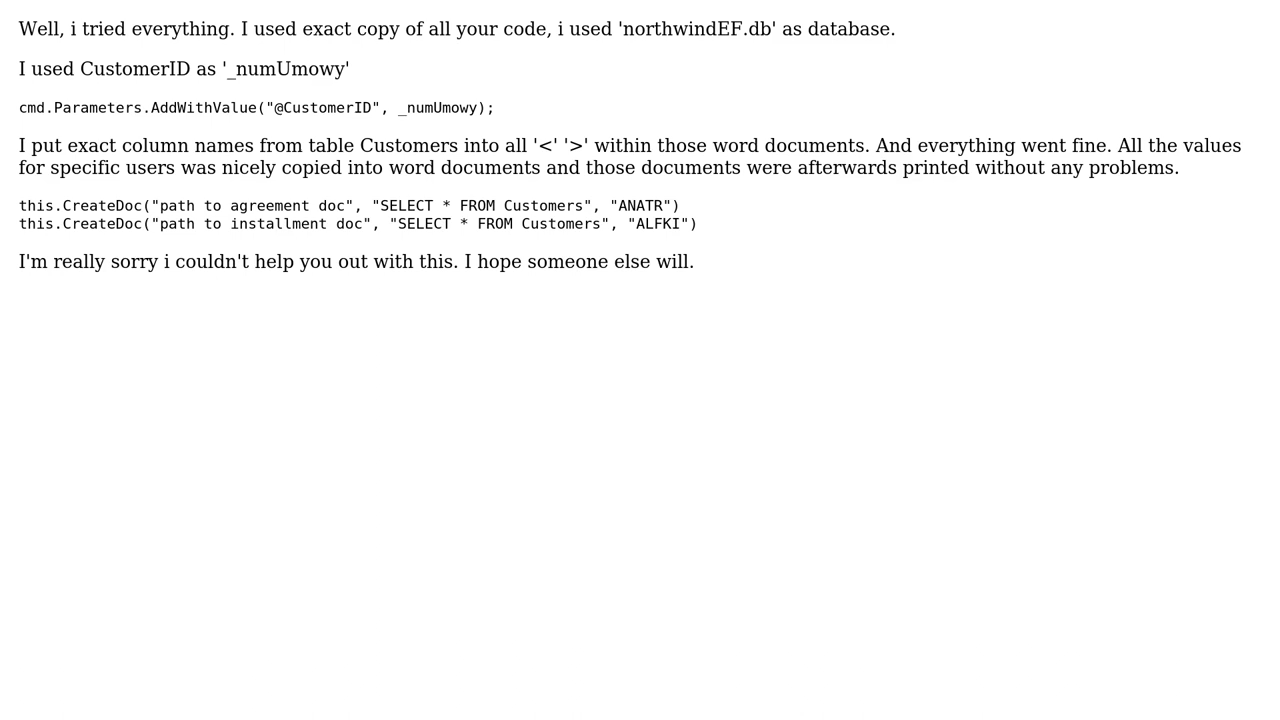 Well, i tried everything. I used exact copy of all your code, i used 'northwindEF.db' as database.
I used CustomerID as '_numUmowy'
cmd.Parameters.AddWithValue("@CustomerID", _numUmowy);
I put exact column names from table Customers into all '<' '>' within those word documents. And everything went fine. All the values
for specific users was nicely copied into word documents and those documents were afterwards printed without any problems.
this.CreateDoc("path to agreement doc", "SELECT * FROM Customers", "ANATR")
this.CreateDoc("path to installment doc", "SELECT * FROM Customers", "ALFKI")
I'm really sorry i couldn't help you out with this. I hope someone else will.